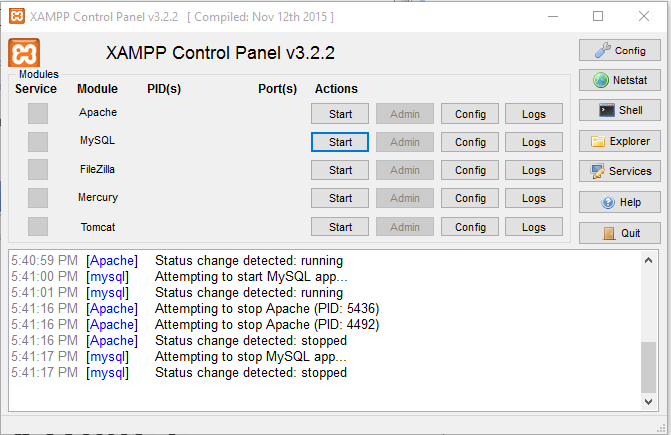 XAMPP Control Panel v3.2.2 [ Compiled: Nov 12th 2015 ]
XAMPP Control Panel v3.2.2
Config
Modules
Service Module PID(s) Port(s) Actions
Netstat
Apache Start Admin Config Logs
Shell
MySQL Start Admin Config Logs
Explorer
FileZilla Start Admin Config Logs
Services
Mercury Start Admin Config Logs
Help
Tomcat Start Admin Config Logs
Quit
5:40:59 PM [Apache] Status change detected: running
5:41:00 PM [mysql] Attempting to start MySQL app...
5:41:01 PM [mysql] Status change detected: running
5:41:16 PM [Apache] Attempting to stop Apache (PID: 5436)
5:41:16 PM [Apache] Attempting to stop Apache (PID: 4492)
5:41:16 PM [Apache] Status change detected: stopped
5:41:17 PM [mysql] Attempting to stop MySQL app...
5:41:17 PM [mysql] Status change detected: stopped